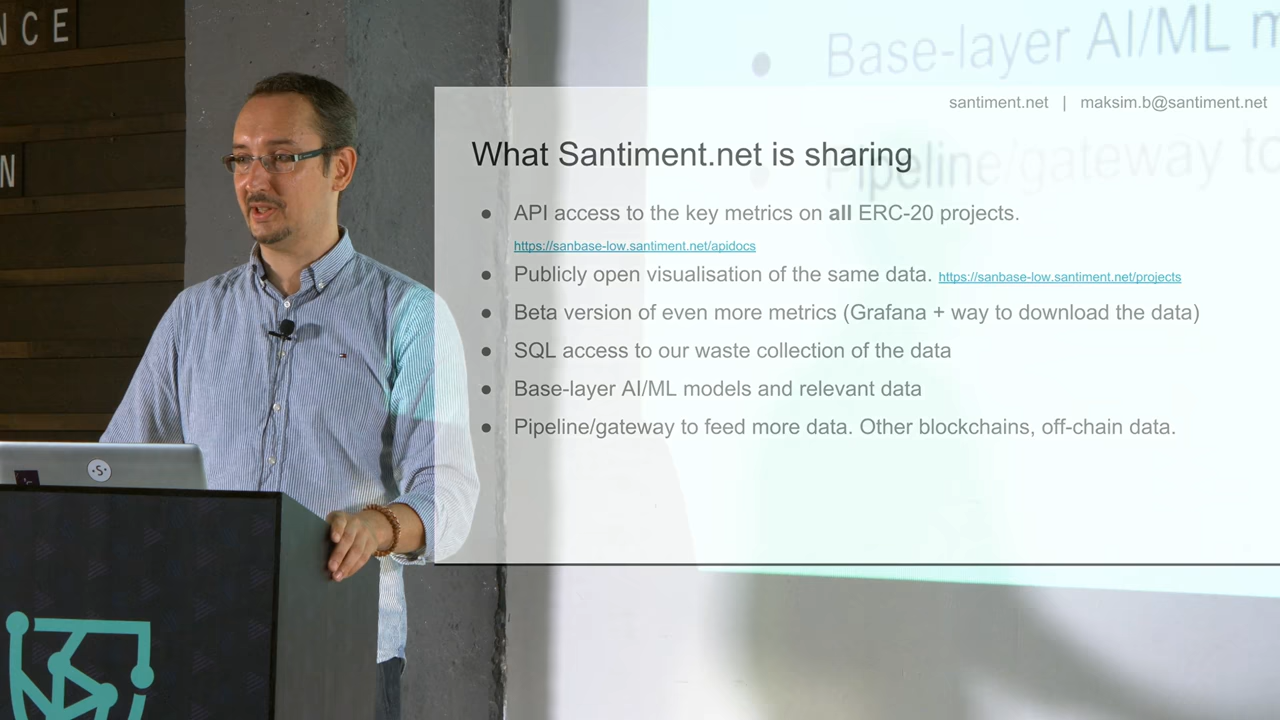 NCE
N
Base-layer AI/ML m
Pipeline/gateway to
santiment.net | maksim.b@santiment.net
What Santiment.net is sharing
● API access to the key metrics on all ERC-20 projects.
https://sanbase-low.santiment.net/apidocs
● Publicly open visualisation of the same data. https://sanbase-low.santiment.net/projects
● Beta version of even more metrics (Grafana + way to download the data)
● SQL access to our waste collection of the data
● Base-layer AI/ML models and relevant data
● Pipeline/gateway to feed more data. Other blockchains, off-chain data.
·S·